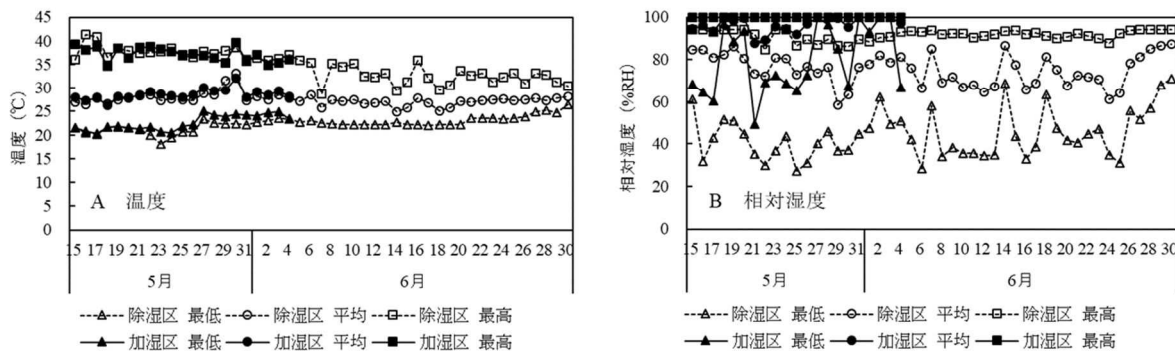 45
40
35
30
25
20
15
10
5
0
温度 (℃)
A 温度
15 17 19 21 23 25 27 29 31 2 4 6 8 10 12 14 16 18 20 22 24 26 28 30
5月 6月
除湿区 最低 除湿区 平均 除湿区 最高
加湿区 最低 加湿区 平均 加湿区 最高
100
80
60
40
20
0
相対湿度 (%RH)
B 相対湿度
15 17 19 21 23 25 27 29 31 2 4 6 8 10 12 14 16 18 20 22 24 26 28 30
5月 6月
除湿区 最低 除湿区 平均 除湿区 最高
加湿区 最低 加湿区 平均 加湿区 最高